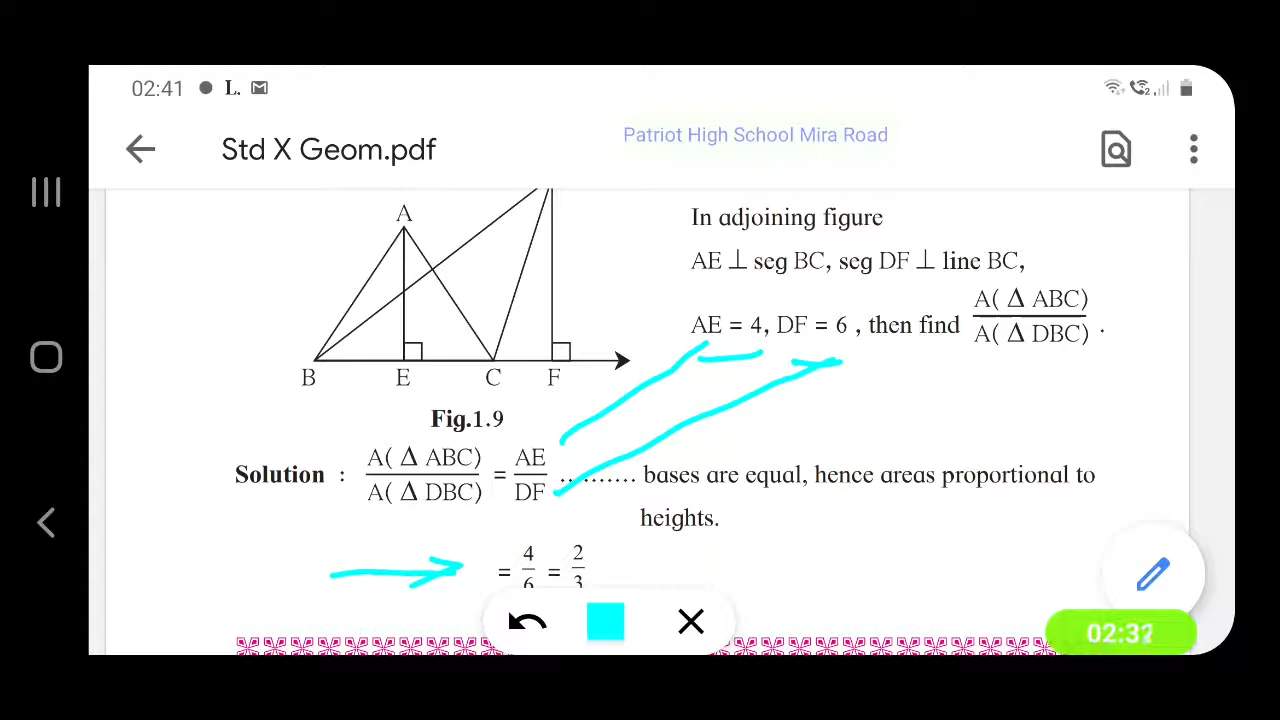 02:41 L.
Patriot High School Mira Road
Std X Geom.pdf
A
B E C F
Fig.1.9
In adjoining figure
AE ⊥ seg BC, seg DF ⊥ line BC,
AE = 4, DF = 6 , then find A( Δ ABC) / A( Δ DBC) .
Solution : A( Δ ABC) / A( Δ DBC) = AE / DF .......... bases are equal, hence areas proportional to
heights.
= 4/6 = 2/3